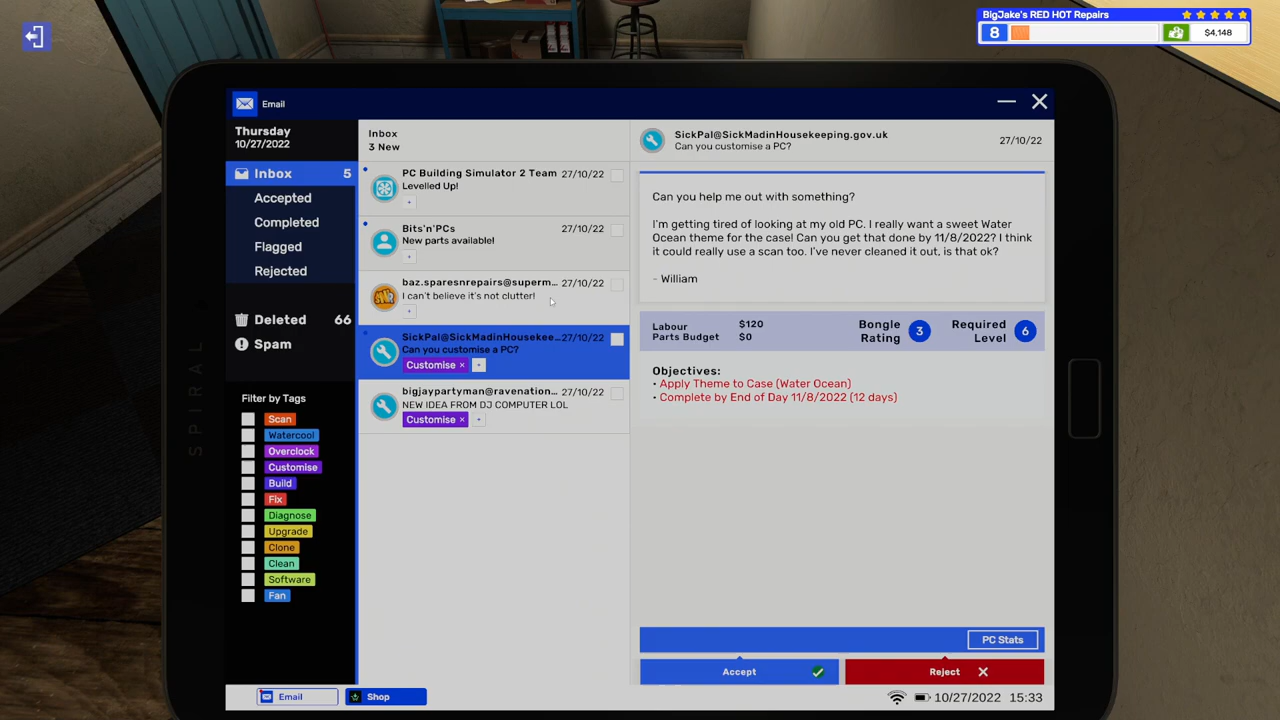 BigJake's RED HOT Repairs
8
$4,148
Email
Thursday
10/27/2022
Inbox 5
Accepted
Completed
Flagged
Rejected
Deleted 66
Spam
Filter by Tags
Scan
Watercool
Overclock
Customise
Build
Fix
Diagnose
Upgrade
Clone
Clean
Software
Fan
Inbox
3 New
PC Building Simulator 2 Team 27/10/22
Levelled Up!
+
Bits'n'PCs 27/10/22
New parts available!
+
baz.sparesnrepairs@superm... 27/10/22
I can't believe it's not clutter!
+
SickPal@SickMadinHousekee... 27/10/22
Can you customise a PC?
Customise × +
bigjaypartyman@ravenation... 27/10/22
NEW IDEA FROM DJ COMPUTER LOL
Customise × +
SickPal@SickMadinHousekeeping.gov.uk
Can you customise a PC?
27/10/22
Can you help me out with something?
I'm getting tired of looking at my old PC. I really want a sweet Water
Ocean theme for the case! Can you get that done by 11/8/2022? I think
it could really use a scan too. I've never cleaned it out, is that ok?
- William
Labour $120
Parts Budget $0
Bongle
Rating
3
Required
Level
6
Objectives:
• Apply Theme to Case (Water Ocean)
• Complete by End of Day 11/8/2022 (12 days)
PC Stats
Accept
Reject
Email
Shop
10/27/2022 15:33
SPIRAL